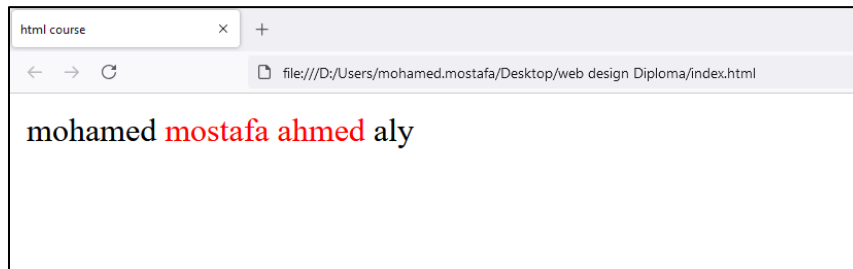 html course
file:///D:/Users/mohamed.mostafa/Desktop/web design Diploma/index.html
mohamed mostafa ahmed aly